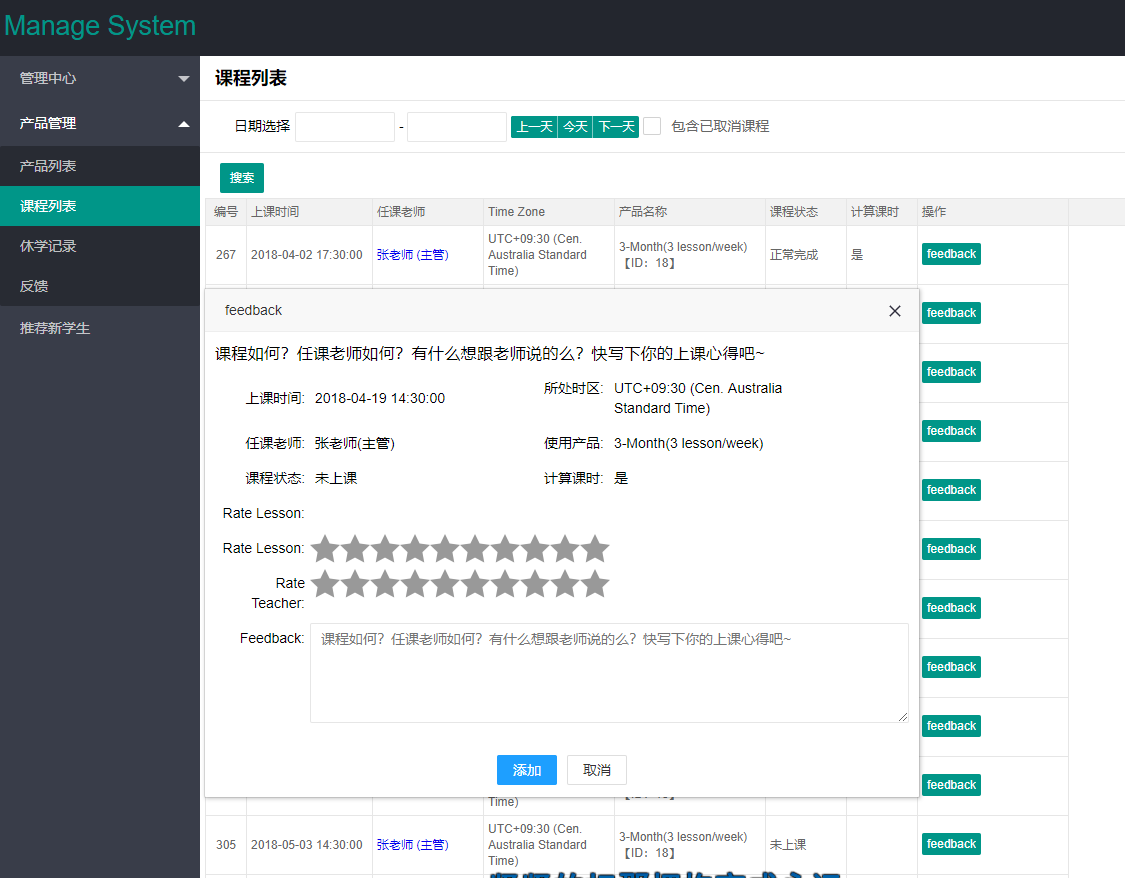 Manage System
管理中心
产品管理
产品列表
课程列表
休学记录
反馈
推荐新学生
课程列表
日期选择 - 上一天 今天 下一天 包含已取消课程
搜索
编号 上课时间 任课老师 Time Zone 产品名称 课程状态 计算课时 操作
267 2018-04-02 17:30:00 张老师 (主管) UTC+09:30 (Cen. Australia Standard Time) 3-Month(3 lesson/week) 【ID：18】 正常完成 是 feedback
feedback
feedback
feedback
feedback
feedback
feedback
feedback
feedback
feedback
feedback
课程如何？任课老师如何？有什么想跟老师说的么？快写下你的上课心得吧~
上课时间: 2018-04-19 14:30:00 所处时区: UTC+09:30 (Cen. Australia
Standard Time)
任课老师: 张老师(主管) 使用产品: 3-Month(3 lesson/week)
课程状态: 未上课 计算课时: 是
Rate Lesson:
Rate Lesson:
Rate
Teacher:
Feedback: 课程如何？任课老师如何？有什么想跟老师说的么？快写下你的上课心得吧~
添加 取消
Time)
305 2018-05-03 14:30:00 张老师 (主管) UTC+09:30 (Cen. Australia Standard Time) 3-Month(3 lesson/week) 【ID：18】 未上课 feedback